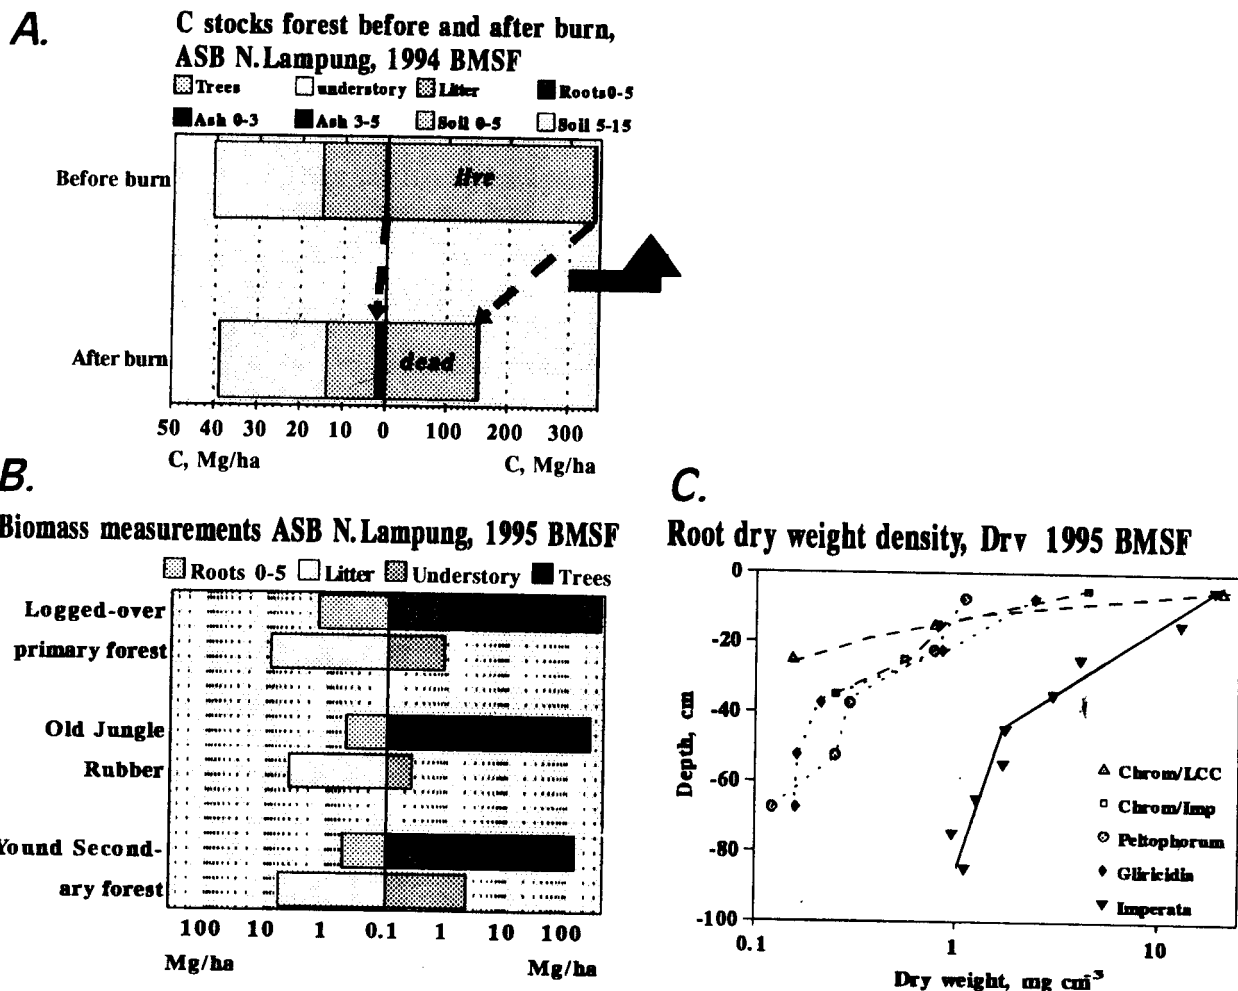 A.
C stocks forest before and after burn,
ASB N.Lampung, 1994 BMSF
Trees understory Litter Roots0-5
Ash 0-3 Ash 3-5 Soil 0-5 Soil 5-15
Before burn
live
After burn
dead
50 40 30 20 10 0 100 200 300
C, Mg/ha C, Mg/ha
B.
Biomass measurements ASB N.Lampung, 1995 BMSF
Roots 0-5 Litter Understory Trees
Logged-over
primary forest
Old Jungle
Rubber
Yound Second-
ary forest
100 10 1 0.1 1 10 100
Mg/ha Mg/ha
C.
Root dry weight density, Drv 1995 BMSF
0
-20
-40
-60
-80
-100
Depth, cm
Chrom/LCC
Chrom/Imp
Peltophorum
Gliricidia
Imperata
0.1 1 10
Dry weight, mg cm⁻³